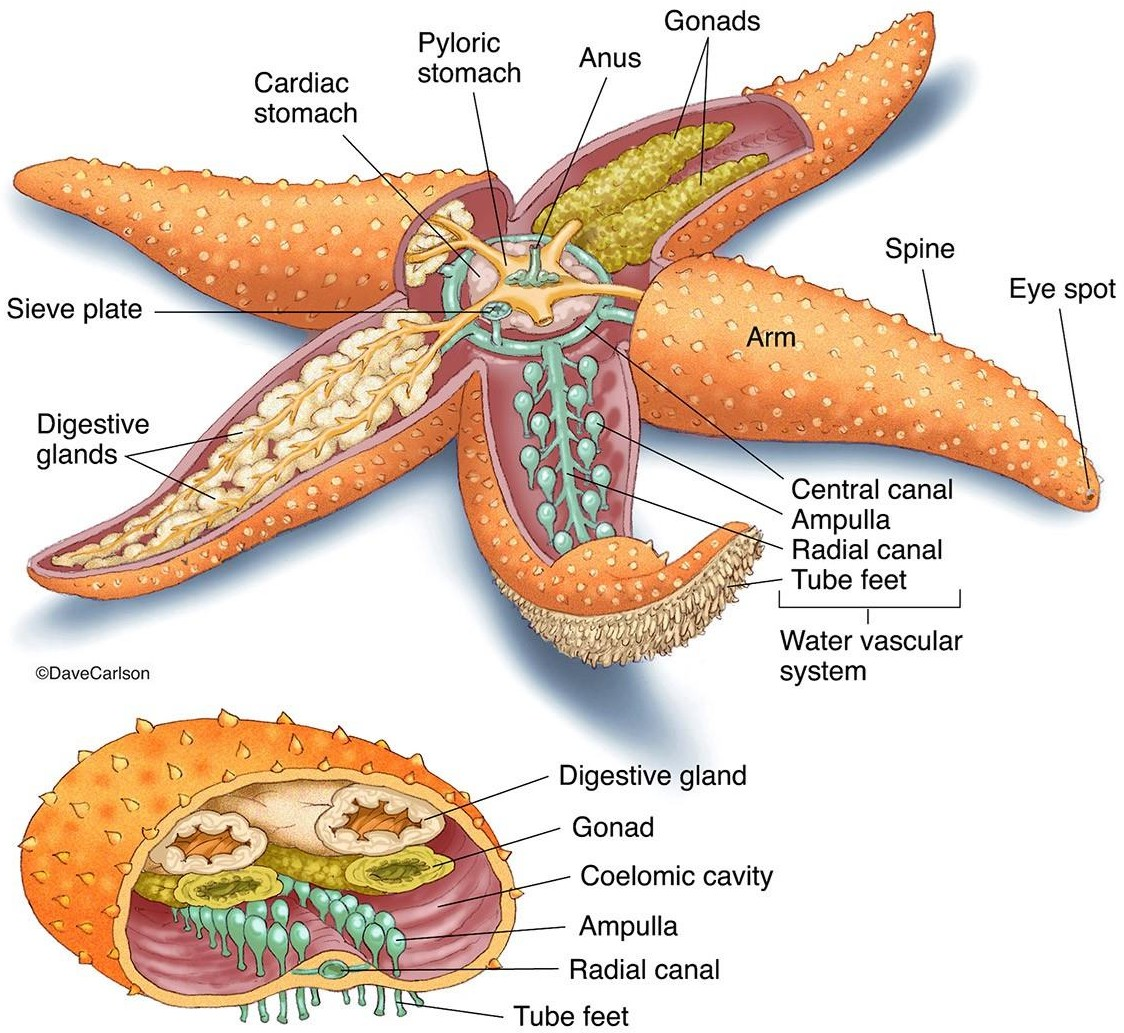 Gonads
Pyloric
stomach
Anus
Cardiac
stomach
Spine
Eye spot
Sieve plate
Arm
Digestive
glands
Central canal
Ampulla
Radial canal
Tube feet
Water vascular
system
©DaveCarlson
Digestive gland
Gonad
Coelomic cavity
Ampulla
Radial canal
Tube feet